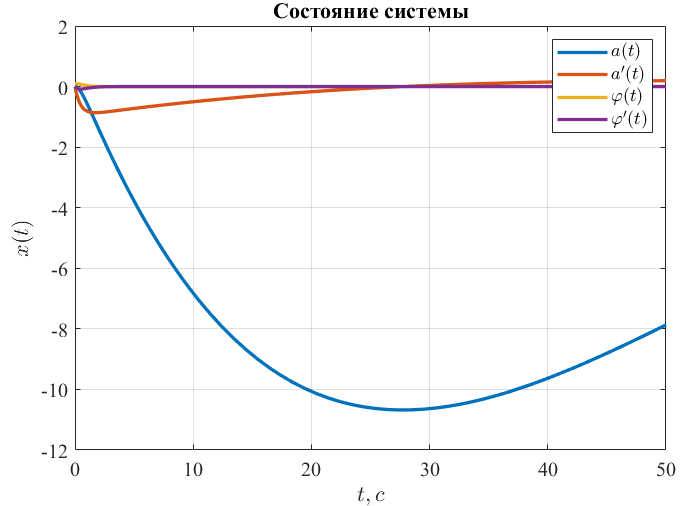 Состояние системы
2
0
-2
-4
-6
-8
-10
-12
0 10 20 30 40 50
x(t)
t, c
a(t)
a′(t)
φ(t)
φ′(t)